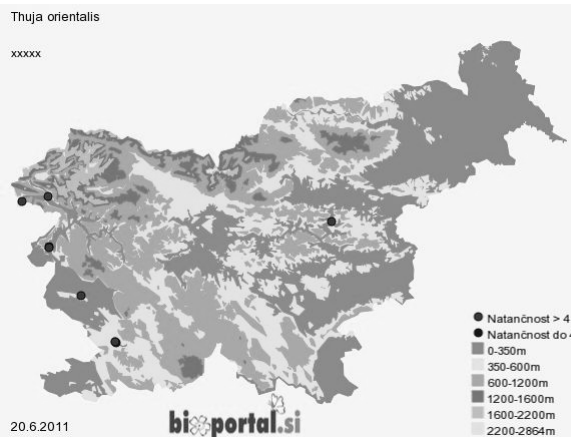 Thuja orientalis
xxxxx
Natančnost > 4
Natančnost do 4
0-350m
350-600m
600-1200m
1200-1600m
1600-2200m
2200-2864m
20.6.2011
bioportal.si